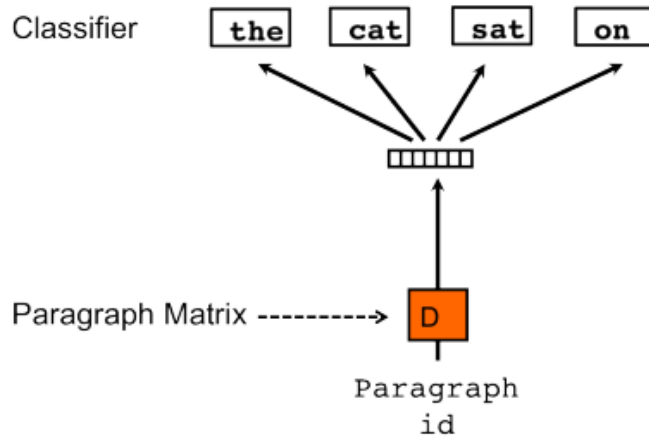 Classifier the cat sat on
Paragraph Matrix D
Paragraph
id